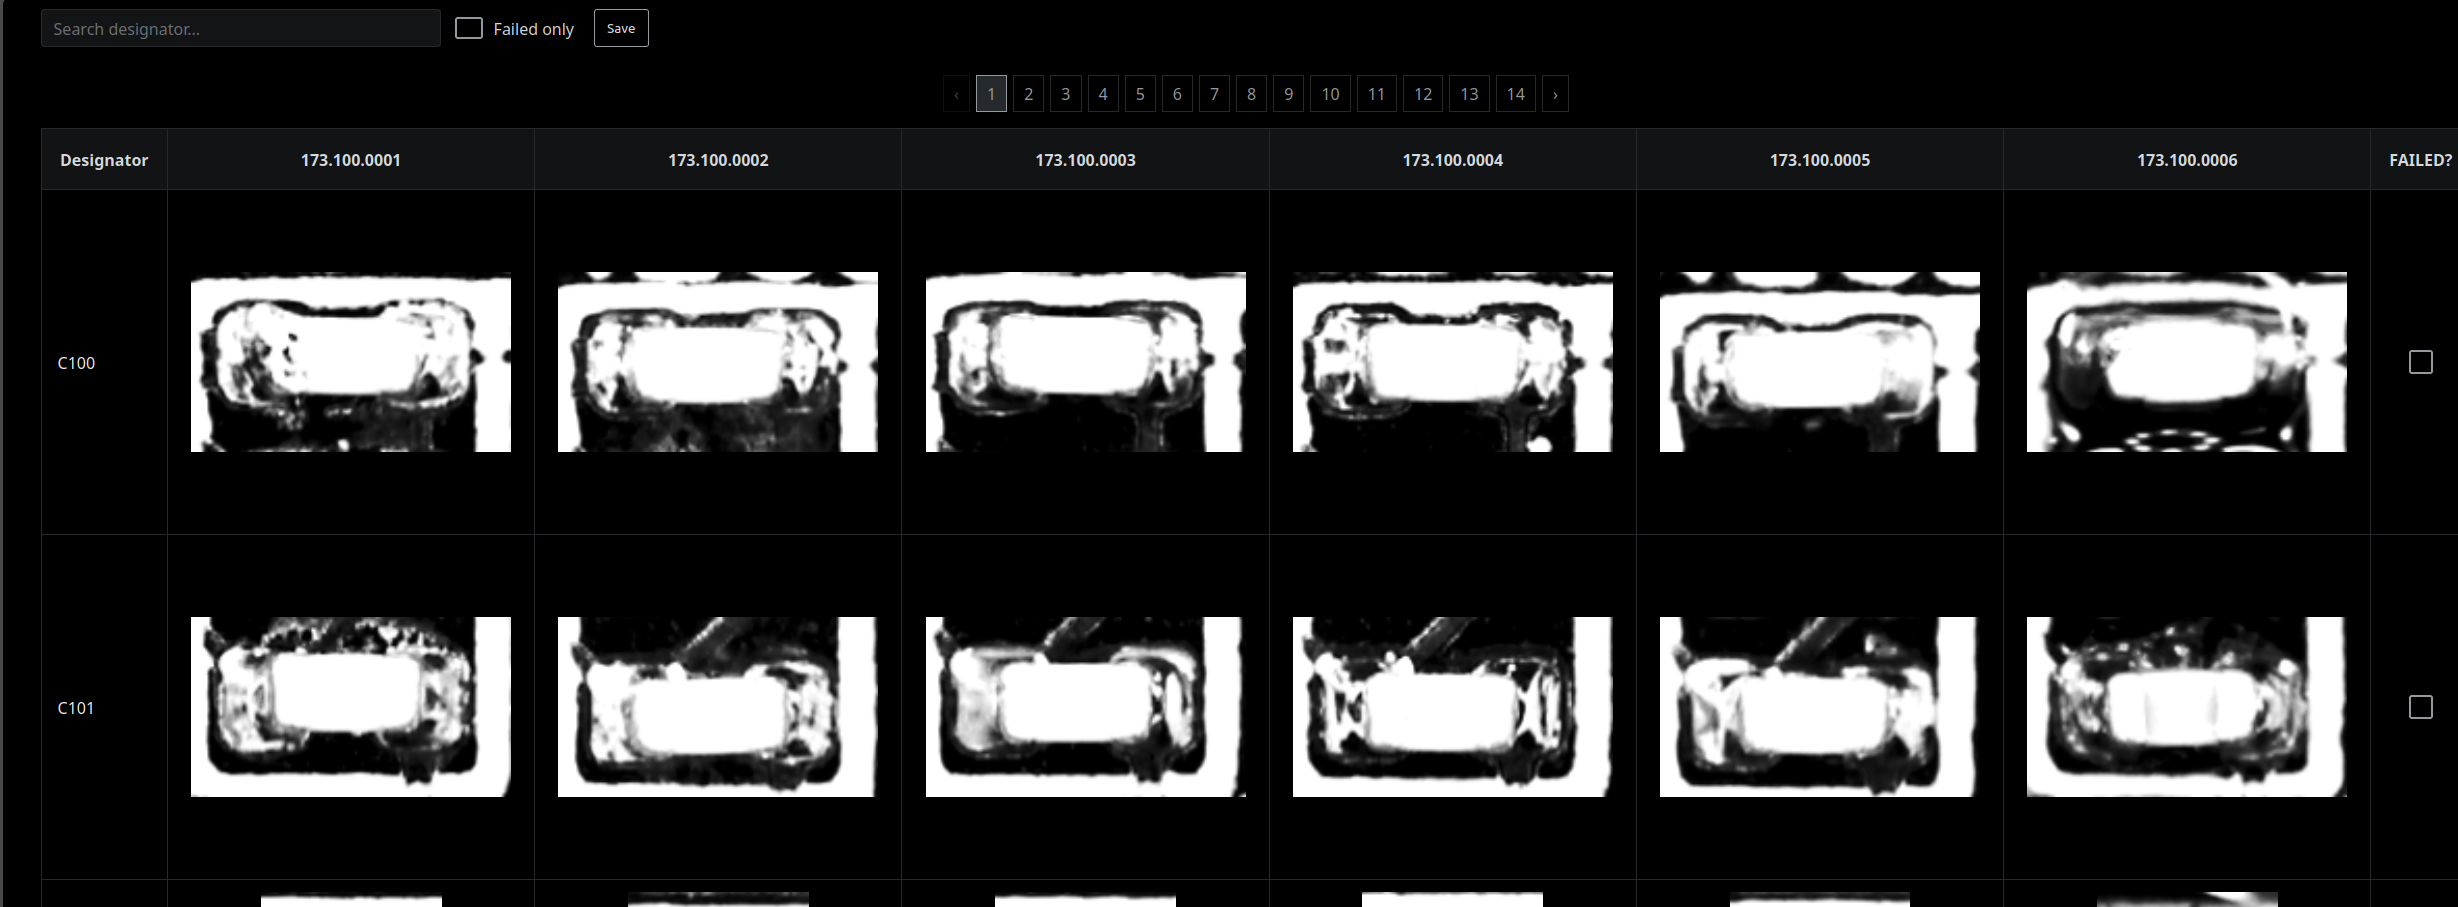 Search designator... Failed only Save
‹ 1 2 3 4 5 6 7 8 9 10 11 12 13 14 ›
Designator 173.100.0001 173.100.0002 173.100.0003 173.100.0004 173.100.0005 173.100.0006 FAILED?
C100
C101